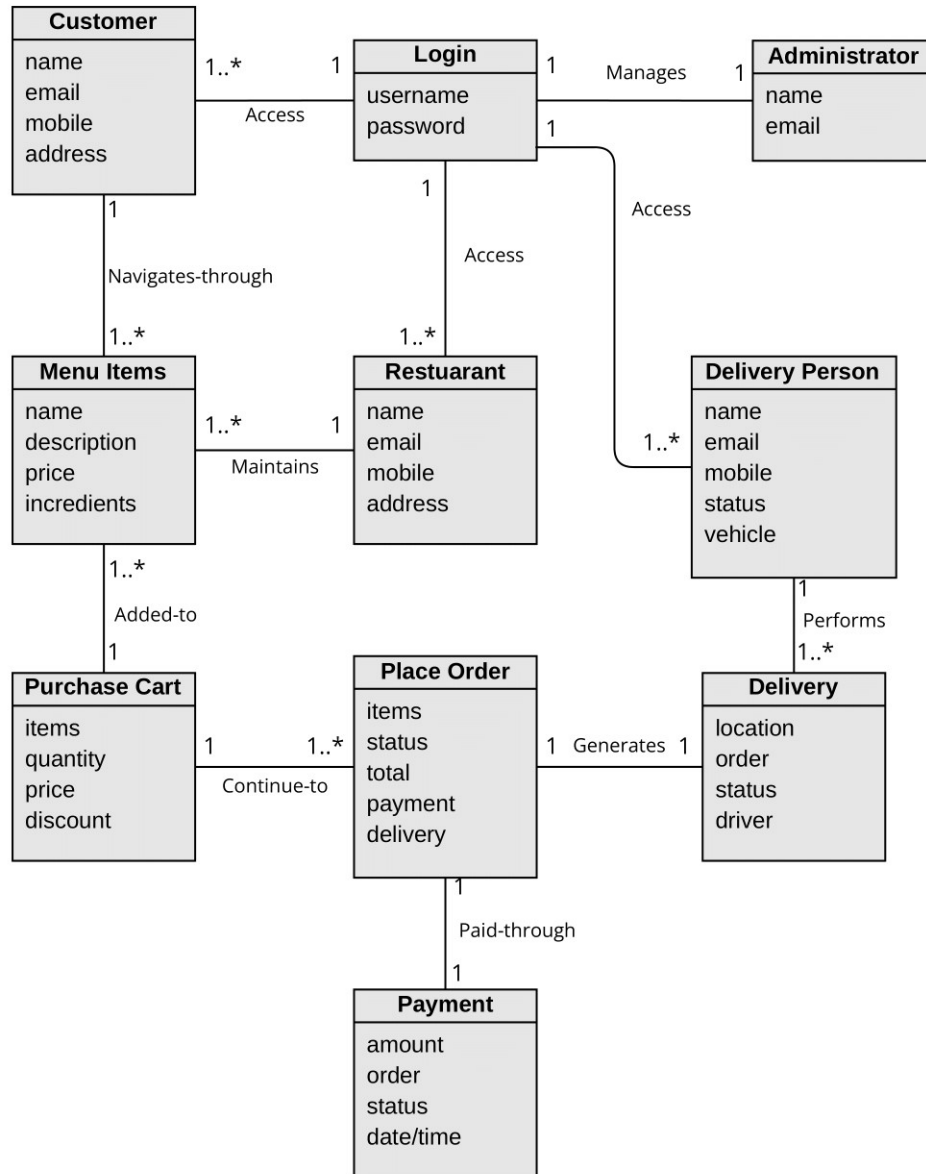 Customer
name
email
mobile
address
1..*
1
Access
Login
username
password
1
Manages
1
Administrator
name
email
1
Access
1
Navigates-through
1..*
1
Access
1..*
Menu Items
name
description
price
incredients
1..*
1
Maintains
Restuarant
name
email
mobile
address
Delivery Person
name
email
mobile
status
vehicle
1..*
1..*
Added-to
1
1
Performs
1..*
Purchase Cart
items
quantity
price
discount
1
1..*
Continue-to
Place Order
items
status
total
payment
delivery
1
Generates
1
Delivery
location
order
status
driver
1
Paid-through
1
Payment
amount
order
status
date/time